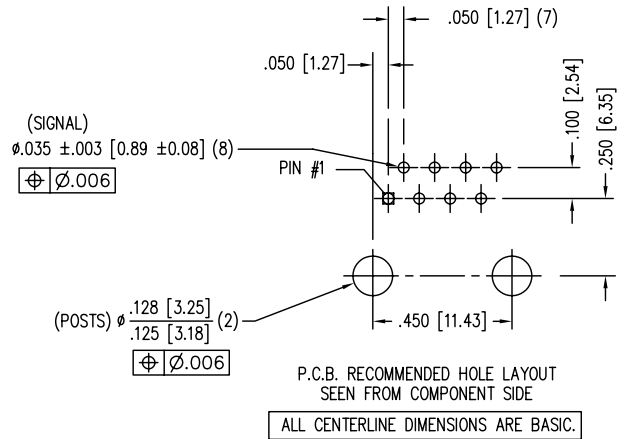 .050 [1.27] (7)
.050 [1.27]
.100 [2.54]
.250 [6.35]
(SIGNAL)
ø.035 ±.003 [0.89 ±0.08] (8)
⌖ Ø.006
PIN #1
(POSTS) ø .128 [3.25]
.125 [3.18] (2)
⌖ Ø.006
.450 [11.43]
P.C.B. RECOMMENDED HOLE LAYOUT
SEEN FROM COMPONENT SIDE
ALL CENTERLINE DIMENSIONS ARE BASIC.